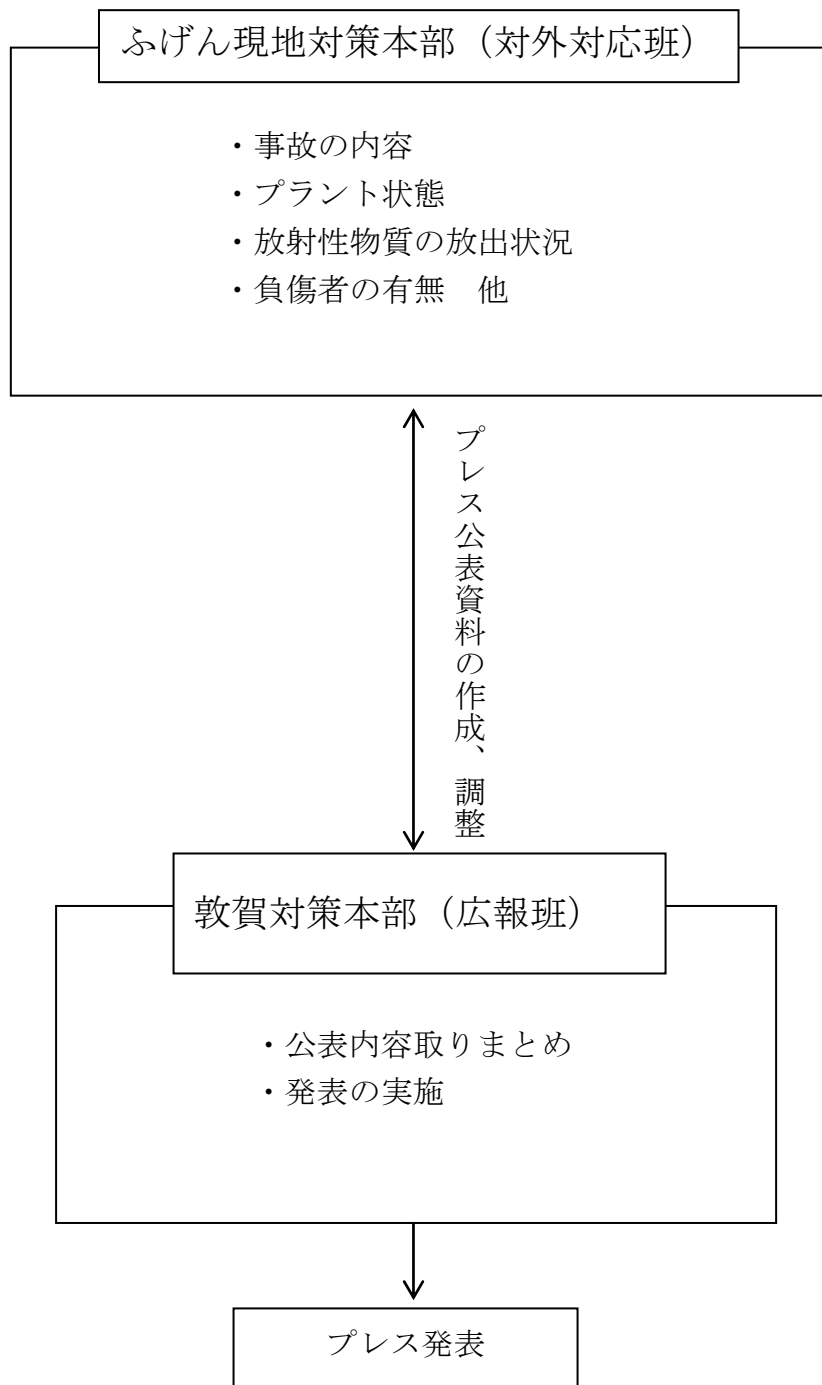 ふげん現地対策本部（対外対応班）
・事故の内容
・プラント状態
・放射性物質の放出状況
・負傷者の有無　他
プレス公表資料の作成、調整
敦賀対策本部（広報班）
・公表内容取りまとめ
・発表の実施
プレス発表